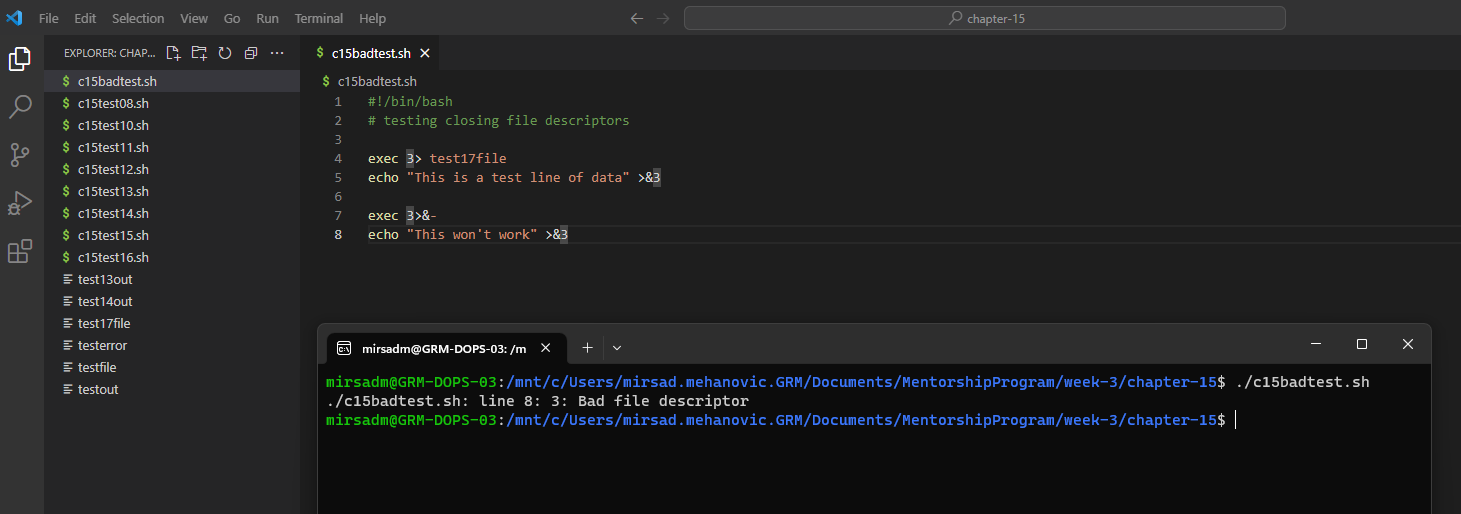 File Edit Selection View Go Run Terminal Help
chapter-15
EXPLORER: CHAP...
c15badtest.sh
c15test08.sh
c15test10.sh
c15test11.sh
c15test12.sh
c15test13.sh
c15test14.sh
c15test15.sh
c15test16.sh
test13out
test14out
test17file
testerror
testfile
testout
$ c15badtest.sh
$ c15badtest.sh
1 #!/bin/bash
2 # testing closing file descriptors
3
4 exec 3> test17file
5 echo "This is a test line of data" >&3
6
7 exec 3>&-
8 echo "This won't work" >&3
mirsadm@GRM-DOPS-03: /m
mirsadm@GRM-DOPS-03:/mnt/c/Users/mirsad.mehanovic.GRM/Documents/MentorshipProgram/week-3/chapter-15$ ./c15badtest.sh
./c15badtest.sh: line 8: 3: Bad file descriptor
mirsadm@GRM-DOPS-03:/mnt/c/Users/mirsad.mehanovic.GRM/Documents/MentorshipProgram/week-3/chapter-15$